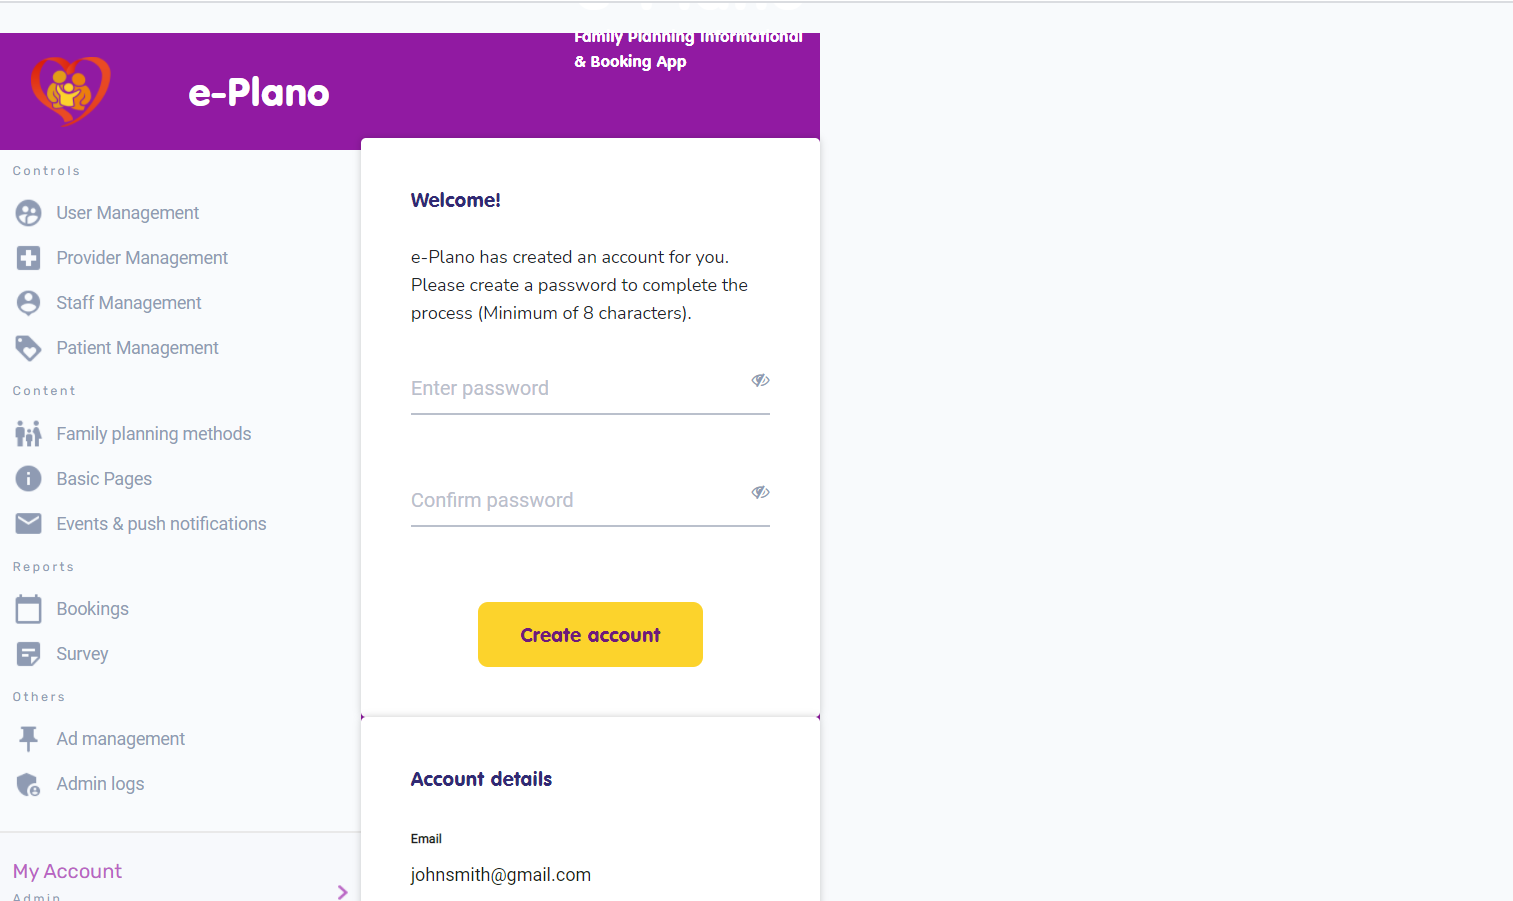 e-Plano
Family Planning Informational
& Booking App
Controls
User Management
Provider Management
Staff Management
Patient Management
Content
Family planning methods
Basic Pages
Events & push notifications
Reports
Bookings
Survey
Others
Ad management
Admin logs
My Account
Admin
Welcome!
e-Plano has created an account for you.
Please create a password to complete the
process (Minimum of 8 characters).
Enter password
Confirm password
Create account
Account details
Email
johnsmith@gmail.com